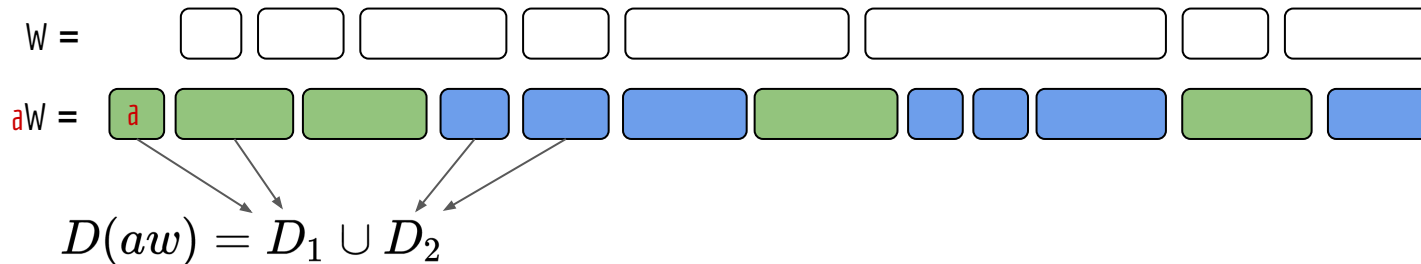 W =
aW = a
D(aw) = D₁ ∪ D₂